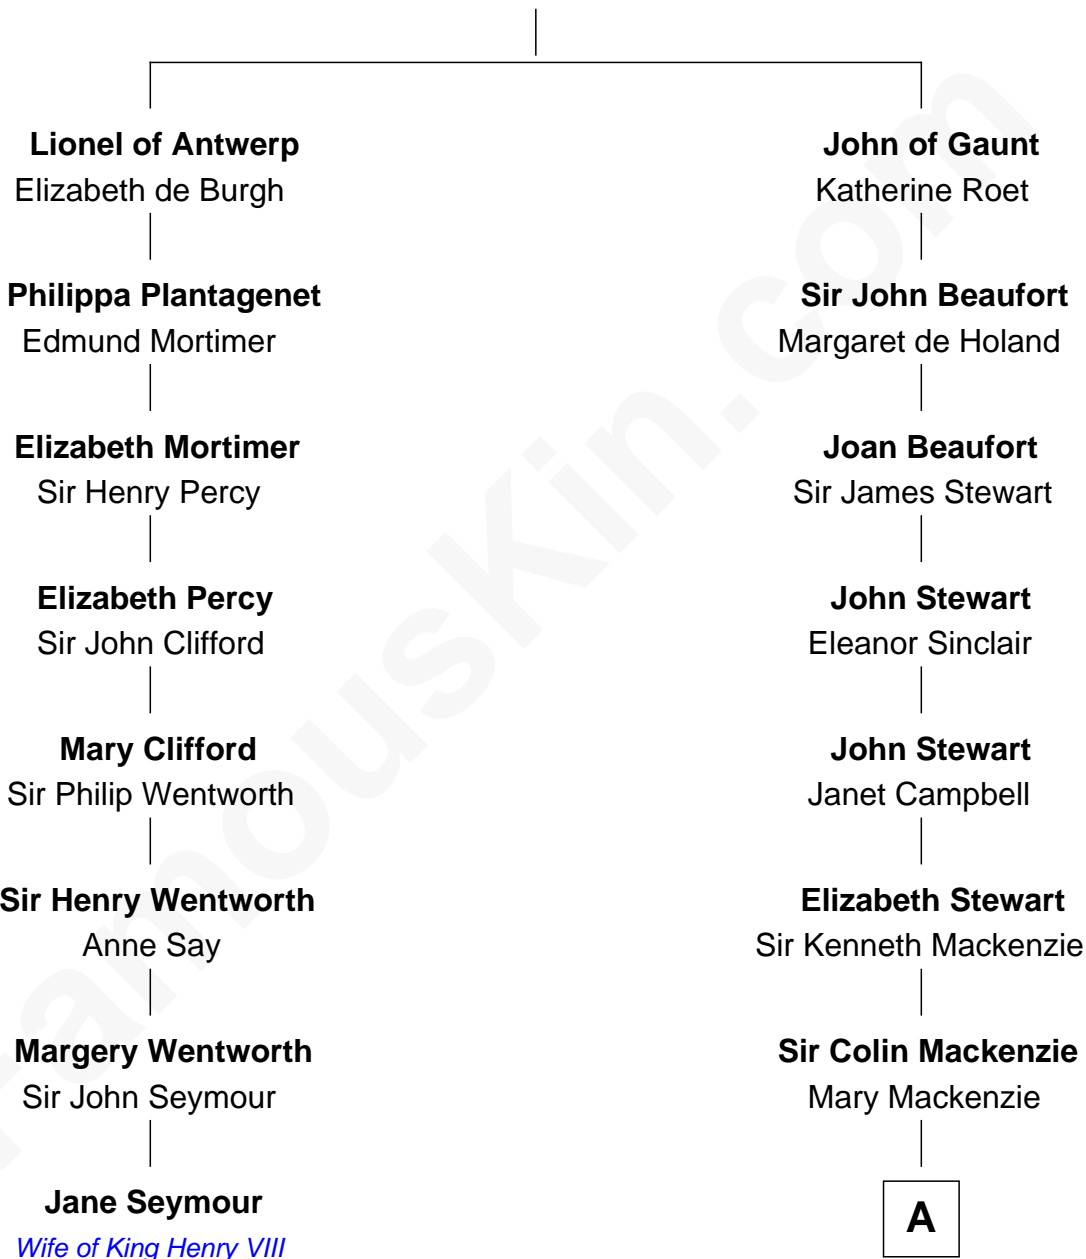 Lionel of Antwerp
Elizabeth de Burgh
Philippa Plantagenet
Edmund Mortimer
Elizabeth Mortimer
Sir Henry Percy
Elizabeth Percy
Sir John Clifford
Mary Clifford
Sir Philip Wentworth
Sir Henry Wentworth
Anne Say
Margery Wentworth
Sir John Seymour
Jane Seymour
Wife of King Henry VIII
John of Gaunt
Katherine Roet
Sir John Beaufort
Margaret de Holand
Joan Beaufort
Sir James Stewart
John Stewart
Eleanor Sinclair
John Stewart
Janet Campbell
Elizabeth Stewart
Sir Kenneth Mackenzie
Sir Colin Mackenzie
Mary Mackenzie
A
FamousKin.com